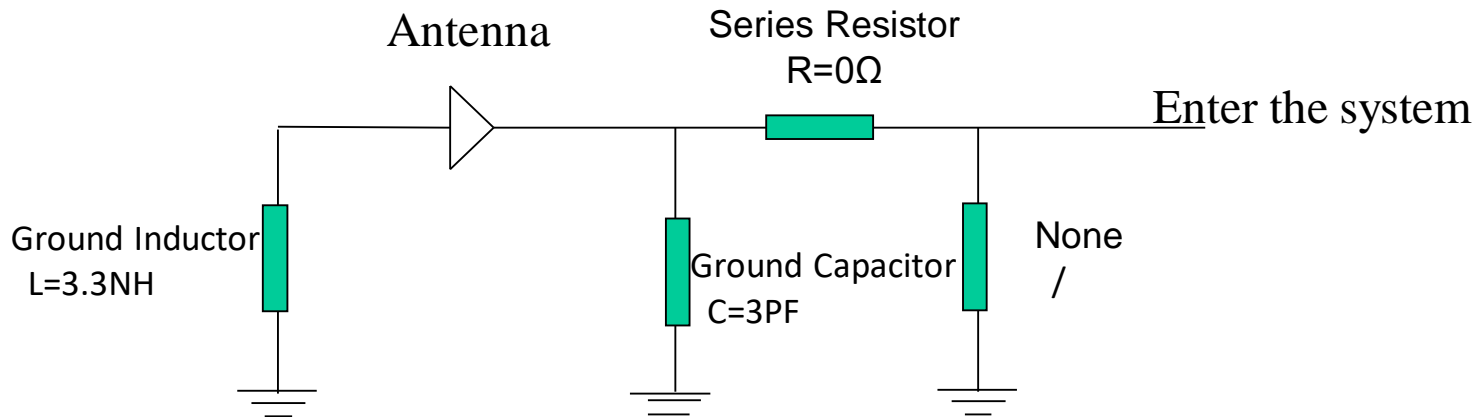 Antenna
Series Resistor
R=0Ω
Enter the system
Ground Inductor
L=3.3NH
Ground Capacitor
C=3PF
None
/